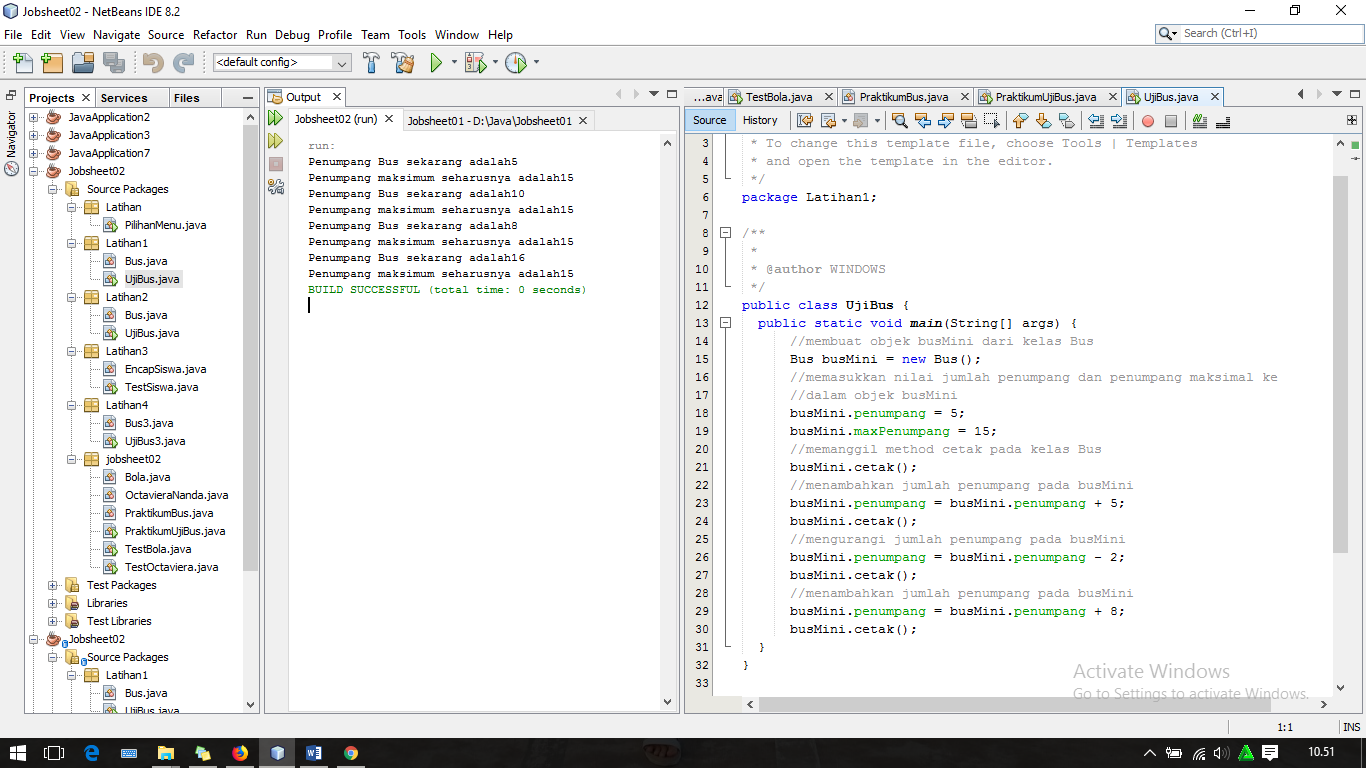 Jobsheet02 - NetBeans IDE 8.2
File Edit View Navigate Source Refactor Run Debug Profile Team Tools Window Help
Search (Ctrl+I)
<default config>
Navigator
Projects
Services
Files
JavaApplication2
JavaApplication3
JavaApplication7
Jobsheet02
Source Packages
Latihan
PilihanMenu.java
Latihan1
Bus.java
UjiBus.java
Latihan2
Bus.java
UjiBus.java
Latihan3
EncapSiswa.java
TestSiswa.java
Latihan4
Bus3.java
UjiBus3.java
jobsheet02
Bola.java
OctavieraNanda.java
PraktikumBus.java
PraktikumUjiBus.java
TestBola.java
TestOctaviera.java
Test Packages
Libraries
Test Libraries
Jobsheet02
Source Packages
Latihan1
Bus.java
UjiBus.java
Output
Jobsheet02 (run)
Jobsheet01 - D:\Java\Jobsheet01
run:
Penumpang Bus sekarang adalah5
Penumpang maksimum seharusnya adalah15
Penumpang Bus sekarang adalah10
Penumpang maksimum seharusnya adalah15
Penumpang Bus sekarang adalah8
Penumpang maksimum seharusnya adalah15
Penumpang Bus sekarang adalah16
Penumpang maksimum seharusnya adalah15
BUILD SUCCESSFUL (total time: 0 seconds)
...ava
TestBola.java
PraktikumBus.java
PraktikumUjiBus.java
UjiBus.java
Source
History
3 * To change this template file, choose Tools | Templates
4 * and open the template in the editor.
5 */
6 package Latihan1;
7
8 /**
9 *
10 * @author WINDOWS
11 */
12 public class UjiBus {
13 public static void main(String[] args) {
14 //membuat objek busMini dari kelas Bus
15 Bus busMini = new Bus();
16 //memasukkan nilai jumlah penumpang dan penumpang maksimal ke
17 //dalam objek busMini
18 busMini.penumpang = 5;
19 busMini.maxPenumpang = 15;
20 //memanggil method cetak pada kelas Bus
21 busMini.cetak();
22 //menambahkan jumlah penumpang pada busMini
23 busMini.penumpang = busMini.penumpang + 5;
24 busMini.cetak();
25 //mengurangi jumlah penumpang pada busMini
26 busMini.penumpang = busMini.penumpang - 2;
27 busMini.cetak();
28 //menambahkan jumlah penumpang pada busMini
29 busMini.penumpang = busMini.penumpang + 8;
30 busMini.cetak();
31 }
32 }
33
Activate Windows
Go to Settings to activate Windows.
1:1
INS
10.51